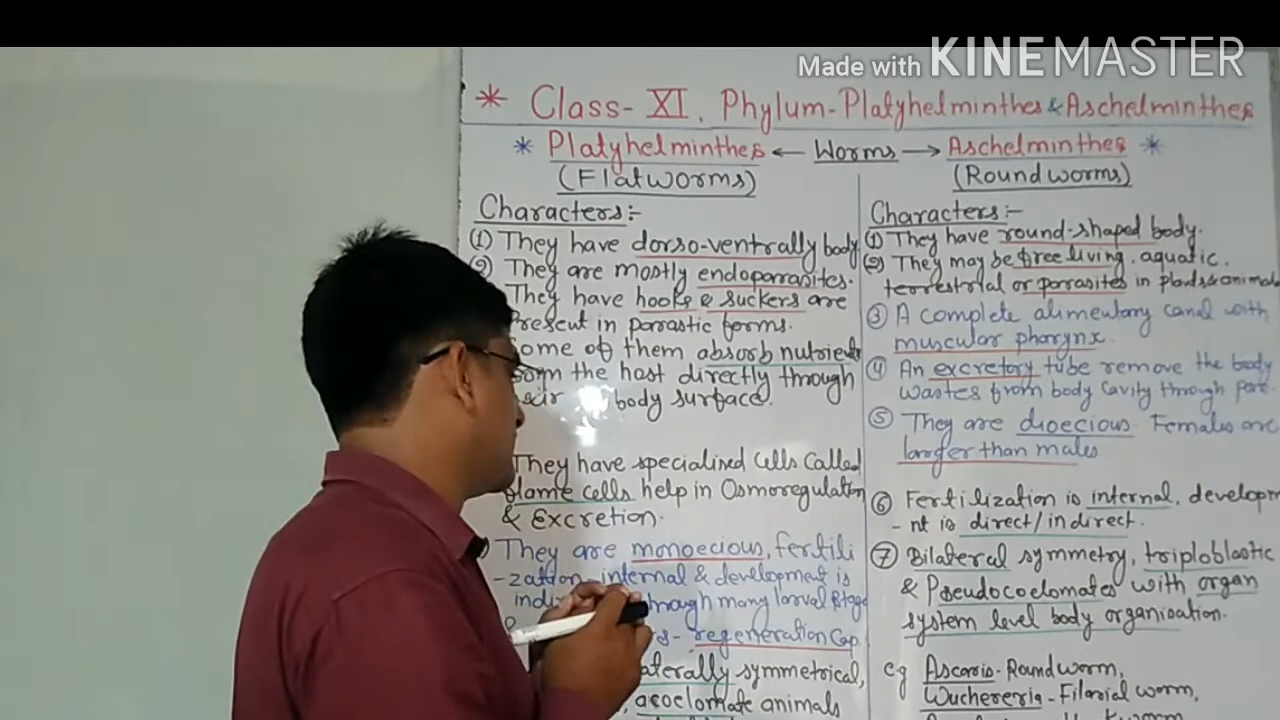 Made with KINEMASTER
* Class-XI. Phylum-Platyhelminthes & Aschelminthes
* Platyhelminthes ← Worms → Aschelminthes *
(Flatworms)
(Roundworms)
Characters:-
(1) They have dorso-ventrally body
(2) They are mostly endoparasites.
They have hooks & suckers are
Present in parrastic forms.
Some of them absorb nutrients
from the host directly through
their body surface.
They have specialised cells called
flame cells help in Osmoregulation
& Excretion.
They are monoecious, fertili
-zation internal & development is
through many larval stage
- regeneration Cap.
symmetrical,
, acoelomate animals
Characters:-
(1) They have round-shaped body.
(2) They may be free living, aquatic.
terrestrial or parasites in plants & animals
③ A complete alimentary canal with
muscular pharynx.
④ An excretory tube remove the body
wastes from body cavity through pore.
⑤ They are dioecious. Females are
larger than males
⑥ Fertilization is internal, developm
-nt is direct/indirect.
⑦ Bilateral symmetry, triploblastic
& Pseudocoelomates with organ
system level body organisation.
eg Ascaris-Roundworm,
Wuchereria-Filarial worm,